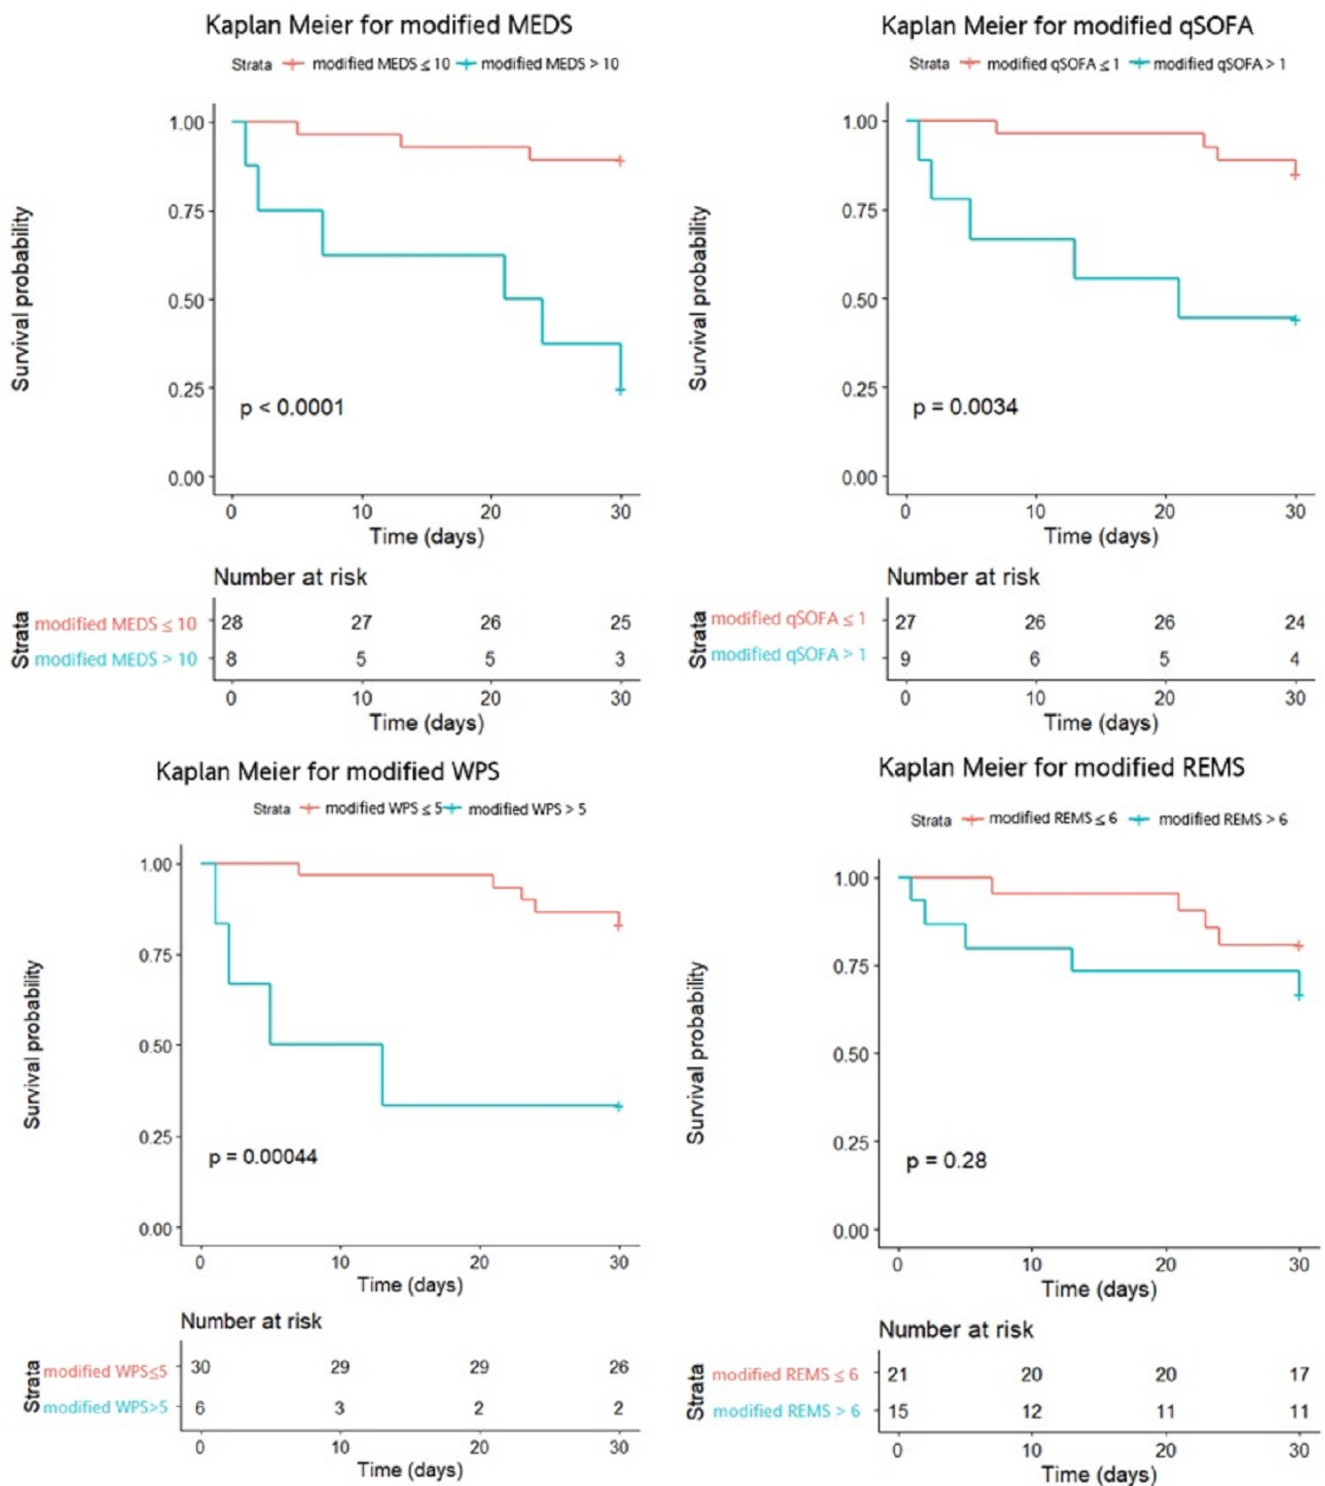 Kaplan Meier for modified MEDS
Strata modified MEDS ≤ 10 modified MEDS > 10
Survival probability
1.00
0.75
0.50
0.25
0.00
p < 0.0001
0 10 20 30
Time (days)
Number at risk
Strata
modified MEDS ≤ 10 28 27 26 25
modified MEDS > 10 8 5 5 3
0 10 20 30
Time (days)
Kaplan Meier for modified qSOFA
Strata modified qSOFA ≤ 1 modified qSOFA > 1
Survival probability
1.00
0.75
0.50
0.25
0.00
p = 0.0034
0 10 20 30
Time (days)
Number at risk
Strata
modified qSOFA ≤ 1 27 26 26 24
modified qSOFA > 1 9 6 5 4
0 10 20 30
Time (days)
Kaplan Meier for modified WPS
Strata modified WPS ≤ 5 modified WPS > 5
Survival probability
1.00
0.75
0.50
0.25
0.00
p = 0.00044
0 10 20 30
Time (days)
Number at risk
Strata
modified WPS≤5 30 29 29 26
modified WPS>5 6 3 2 2
0 10 20 30
Time (days)
Kaplan Meier for modified REMS
Strata modified REMS ≤ 6 modified REMS > 6
Survival probability
1.00
0.75
0.50
0.25
0.00
p = 0.28
0 10 20 30
Time (days)
Number at risk
Strata
modified REMS ≤ 6 21 20 20 17
modified REMS > 6 15 12 11 11
0 10 20 30
Time (days)